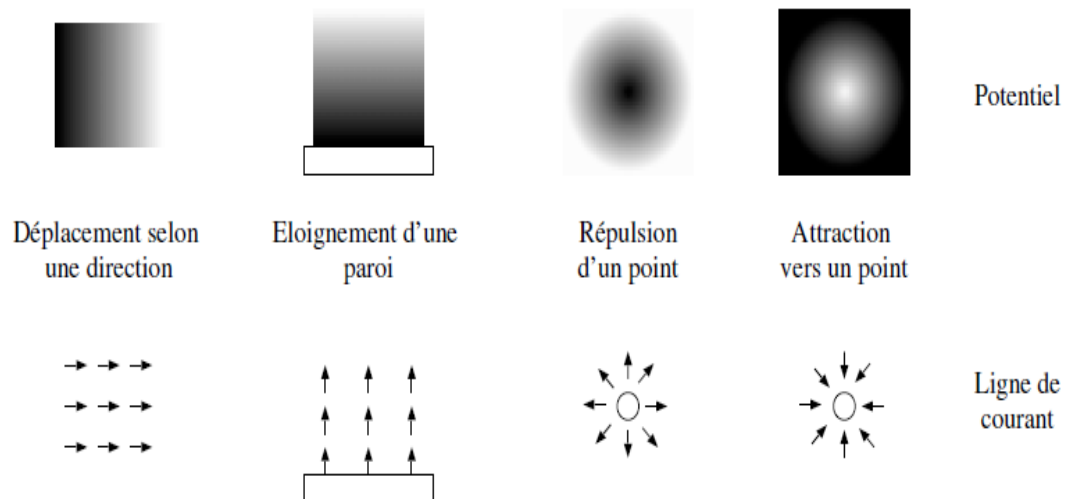 Potentiel
Déplacement selon
une direction
Eloignement d'une
paroi
Répulsion
d'un point
Attraction
vers un point
Ligne de
courant